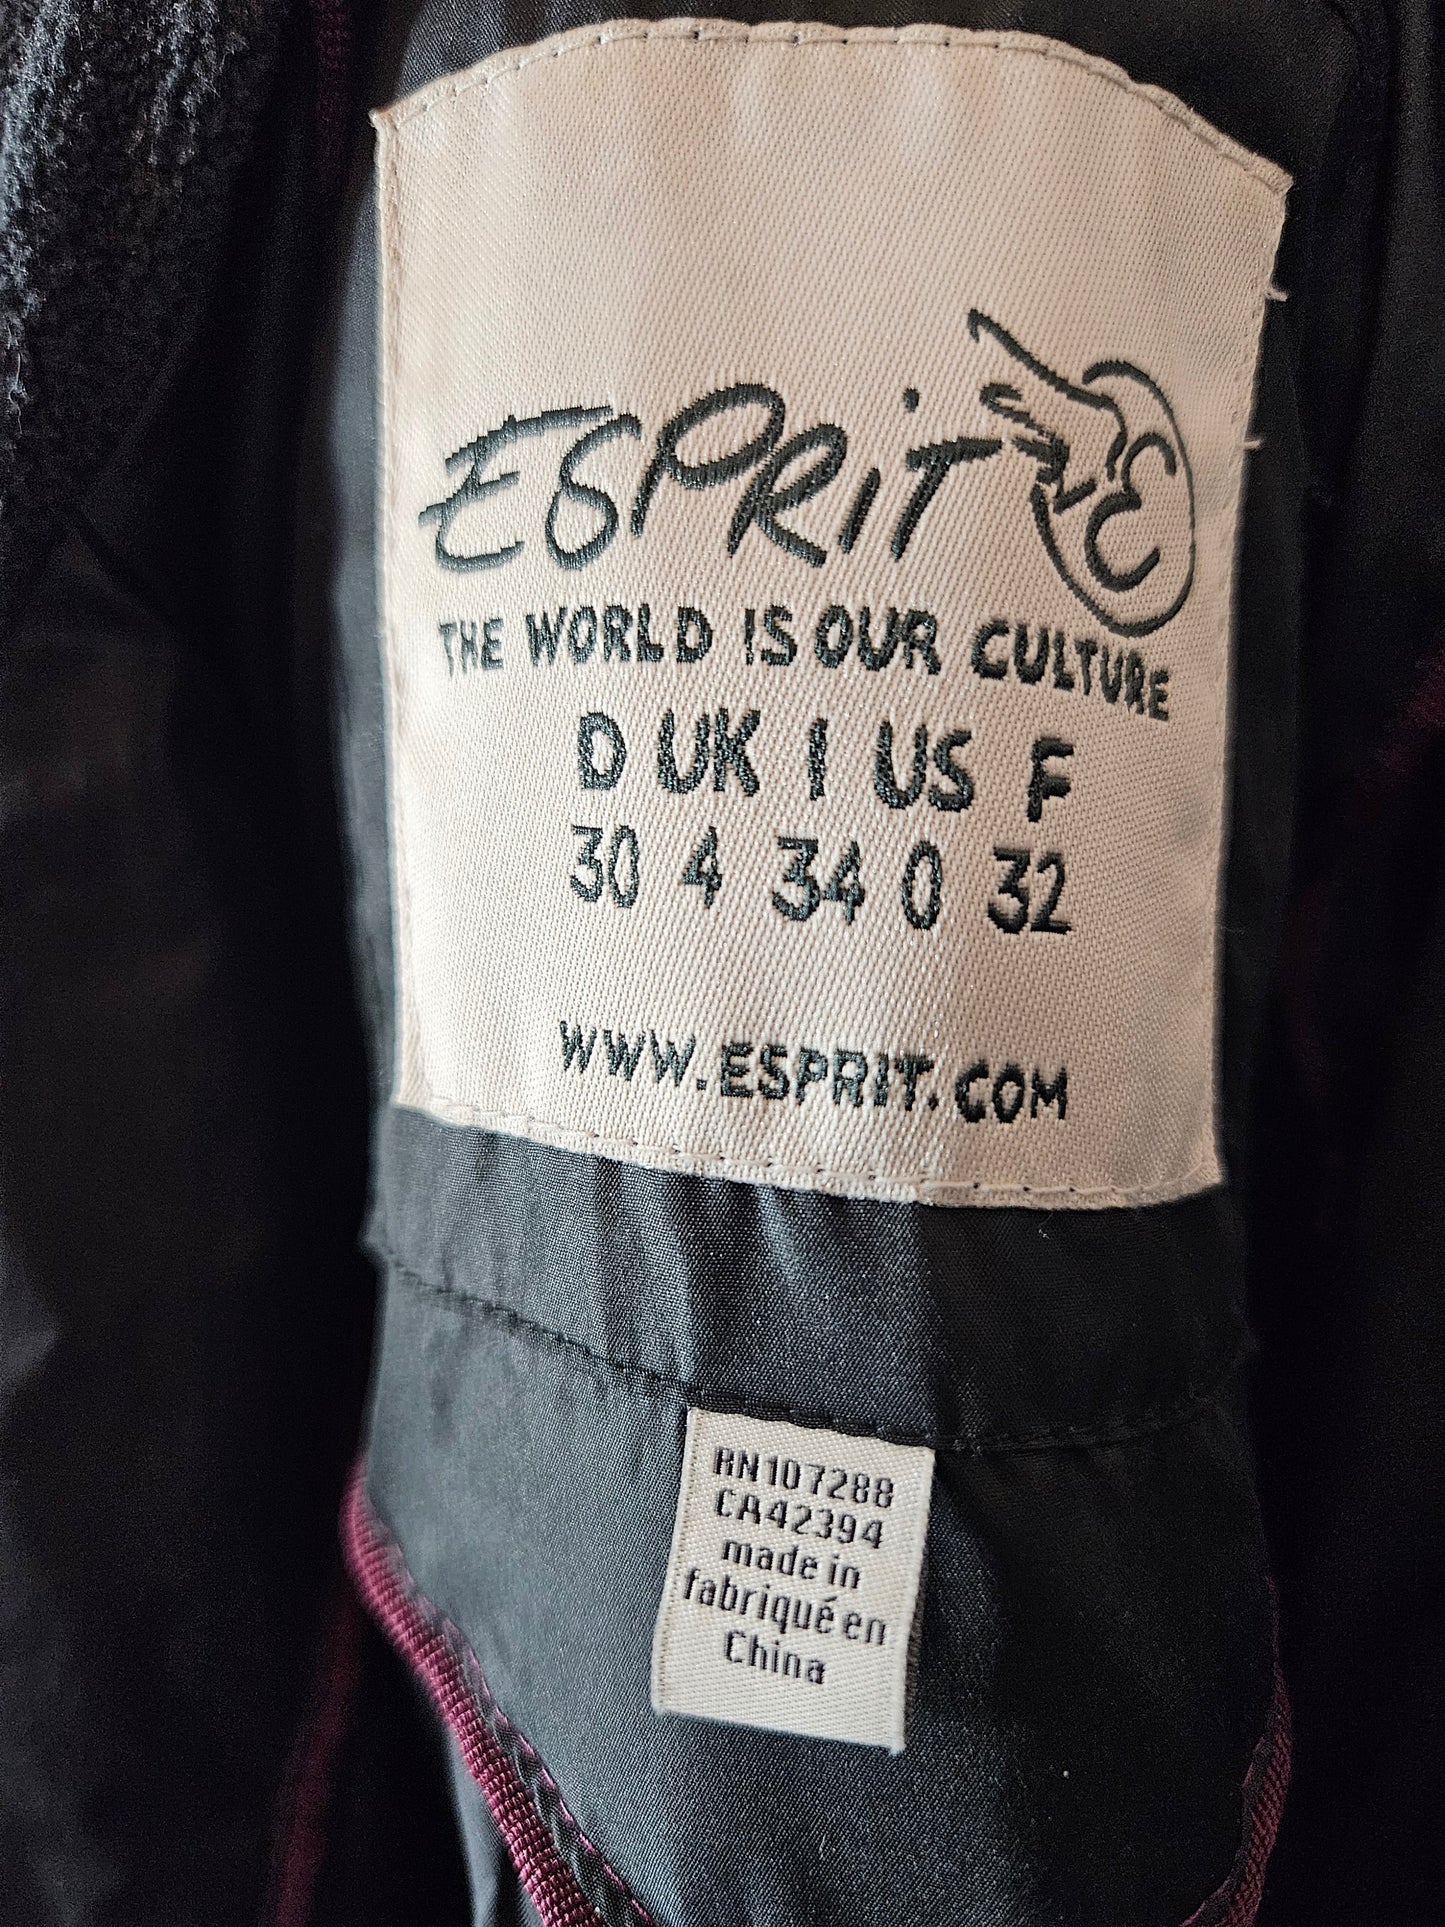 ESPRiT
THE WORLD IS OUR CULTURE
D UK I US F
30 4 34 0 32
WWW.ESPRIT.COM
RN107288
CA42394
made in
fabriqué en
China